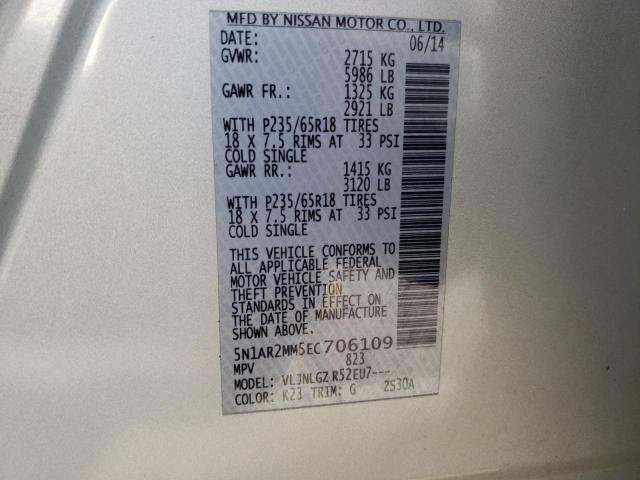 MFD BY NISSAN MOTOR CO., LTD.
DATE: 06/14
GVWR: 2715 KG
5986 LB
GAWR FR.: 1325 KG
2921 LB
WITH P235/65R18 TIRES
18 X 7.5 RIMS AT 33 PSI
COLD SINGLE
GAWR RR.: 1415 KG
3120 LB
WITH P235/65R18 TIRES
18 X 7.5 RIMS AT 33 PSI
COLD SINGLE
THIS VEHICLE CONFORMS TO
ALL APPLICABLE FEDERAL
MOTOR VEHICLE SAFETY AND
THEFT PREVENTION
STANDARDS IN EFFECT ON
THE DATE OF MANUFACTURE
SHOWN ABOVE.
5N1AR2MM5EC706109
MPV 823
MODEL: VLJNLGZ R52EU7---
COLOR: K23 TRIM: G 2S30A